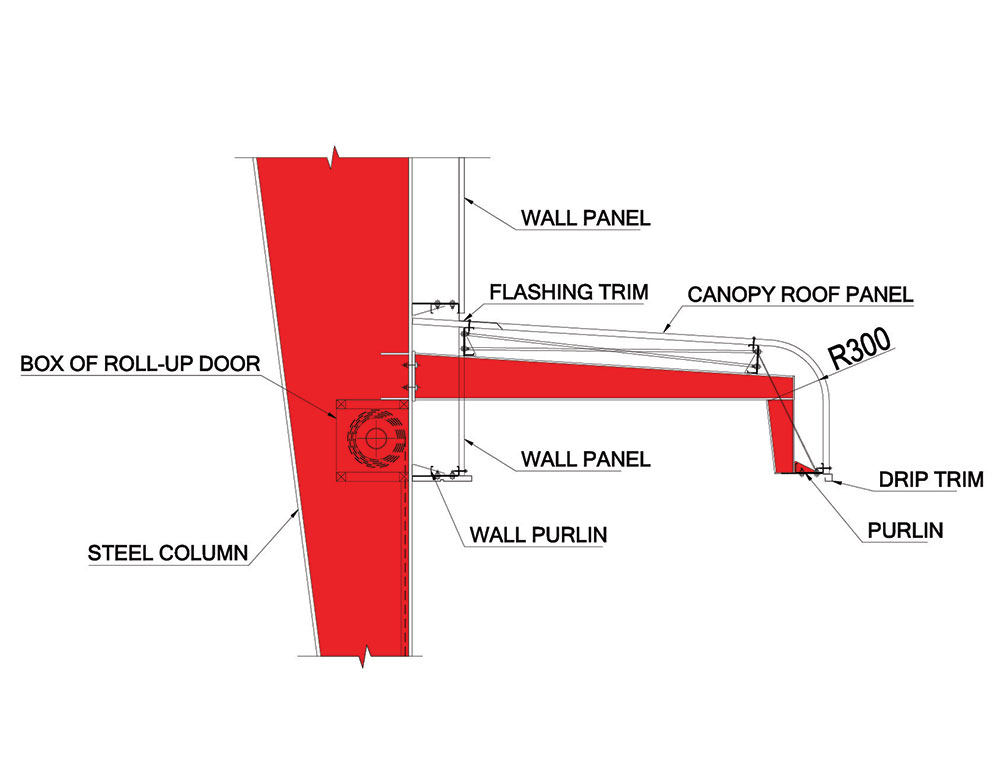 WALL PANEL
FLASHING TRIM
CANOPY ROOF PANEL
R300
BOX OF ROLL-UP DOOR
WALL PANEL
DRIP TRIM
WALL PURLIN
PURLIN
STEEL COLUMN